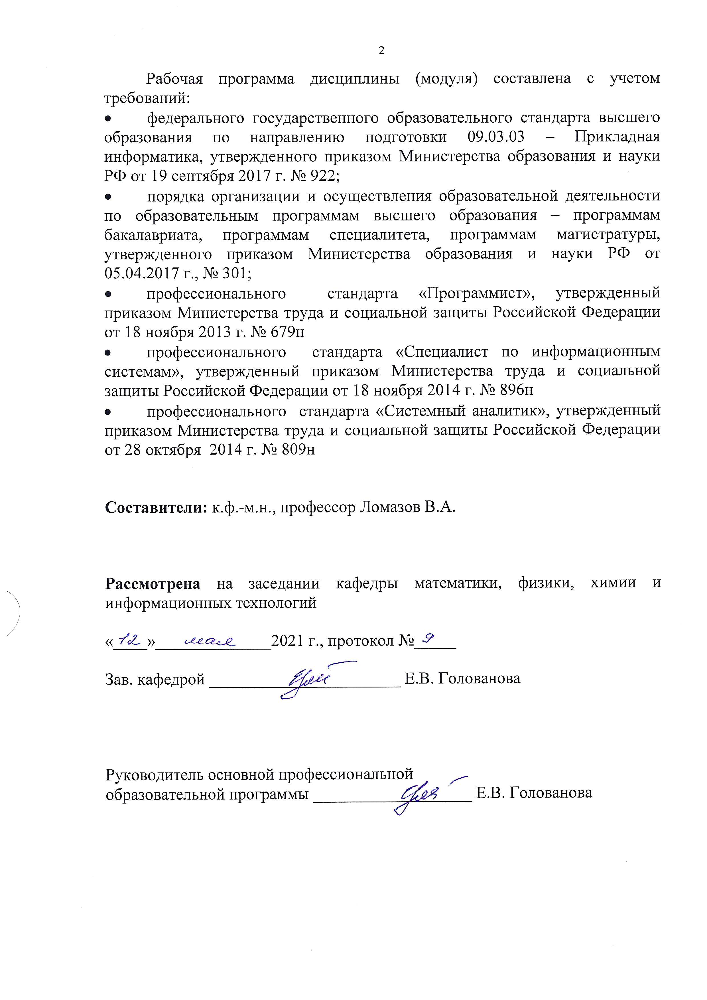 2
Рабочая программа дисциплины (модуля) составлена с учетом
требований:
• федерального государственного образовательного стандарта высшего
образования по направлению подготовки 09.03.03 – Прикладная
информатика, утвержденного приказом Министерства образования и науки
РФ от 19 сентября 2017 г. № 922;
• порядка организации и осуществления образовательной деятельности
по образовательным программам высшего образования – программам
бакалавриата, программам специалитета, программам магистратуры,
утвержденного приказом Министерства образования и науки РФ от
05.04.2017 г., № 301;
• профессионального стандарта «Программист», утвержденный
приказом Министерства труда и социальной защиты Российской Федерации
от 18 ноября 2013 г. № 679н
• профессионального стандарта «Специалист по информационным
системам», утвержденный приказом Министерства труда и социальной
защиты Российской Федерации от 18 ноября 2014 г. № 896н
• профессионального стандарта «Системный аналитик», утвержденный
приказом Министерства труда и социальной защиты Российской Федерации
от 28 октября 2014 г. № 809н
Составители: к.ф.-м.н., профессор Ломазов В.А.
Рассмотрена на заседании кафедры математики, физики, химии и
информационных технологий
«12» мая 2021 г., протокол № 9
Зав. кафедрой Е.В. Голованова
Руководитель основной профессиональной
образовательной программы Е.В. Голованова